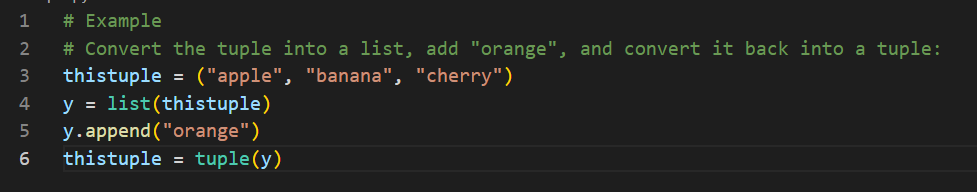 1 # Example
2 # Convert the tuple into a list, add "orange", and convert it back into a tuple:
3 thistuple = ("apple", "banana", "cherry")
4 y = list(thistuple)
5 y.append("orange")
6 thistuple = tuple(y)